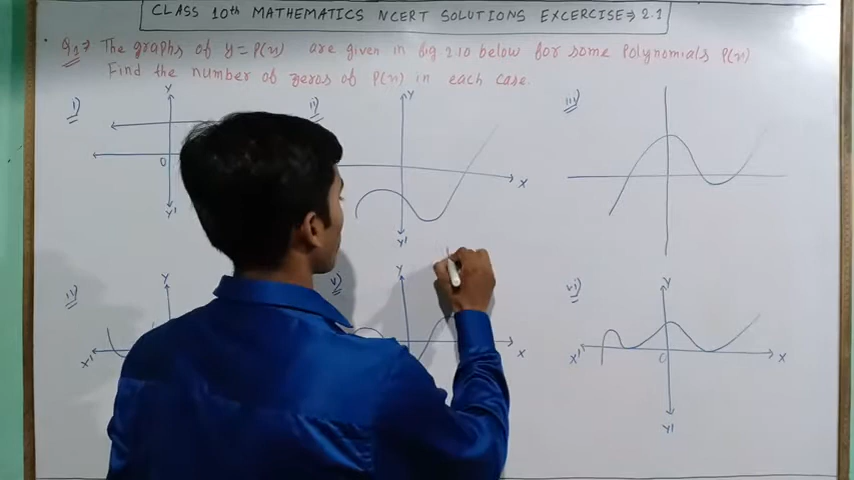 CLASS 10th MATHEMATICS NCERT SOLUTIONS EXCERCISE⇒ 2.1
Q1→ The graphs of y = P(x) are given in fig 2.10 below for some Polynomials P(x)
Find the number of zeros of P(x) in each case.
i) ii) iii)
Y Y
O
X
Y' Y'
iv) v) vi)
Y Y Y
X' X X' O X
Y'